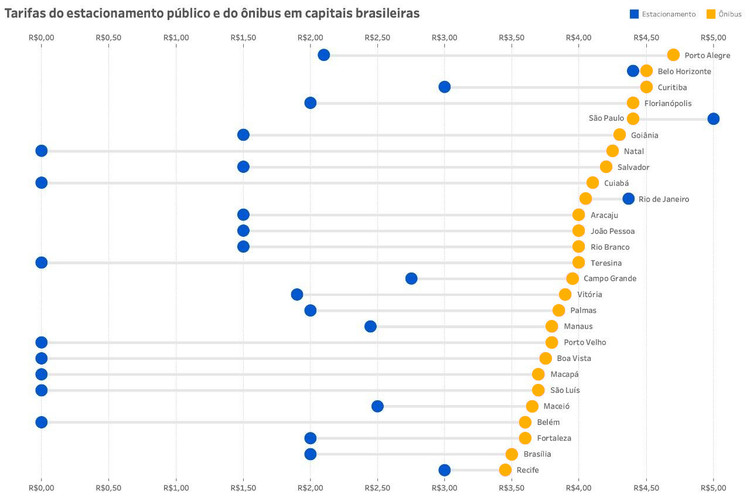 Tarifas do estacionamento público e do ônibus em capitais brasileiras
Estacionamento Ônibus
R$0,00 R$0,50 R$1,00 R$1,50 R$2,00 R$2,50 R$3,00 R$3,50 R$4,00 R$4,50 R$5,00
Porto Alegre
Belo Horizonte
Curitiba
Florianópolis
São Paulo
Goiânia
Natal
Salvador
Cuiabá
Rio de Janeiro
Aracaju
João Pessoa
Rio Branco
Teresina
Campo Grande
Vitória
Palmas
Manaus
Porto Velho
Boa Vista
Macapá
São Luís
Maceió
Belém
Fortaleza
Brasília
Recife
R$0,00 R$0,50 R$1,00 R$1,50 R$2,00 R$2,50 R$3,00 R$3,50 R$4,00 R$4,50 R$5,00